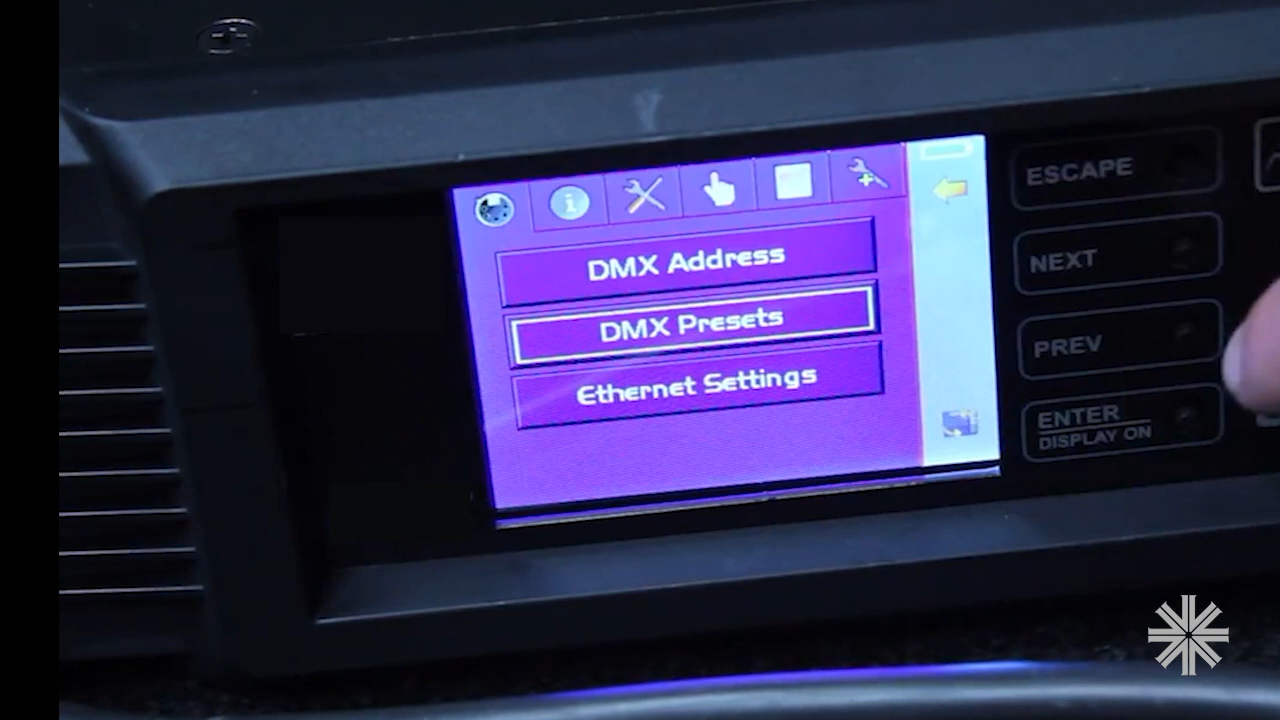 DMX Address
DMX Presets
Ethernet Settings
ESCAPE
NEXT
PREV
ENTER
DISPLAY ON